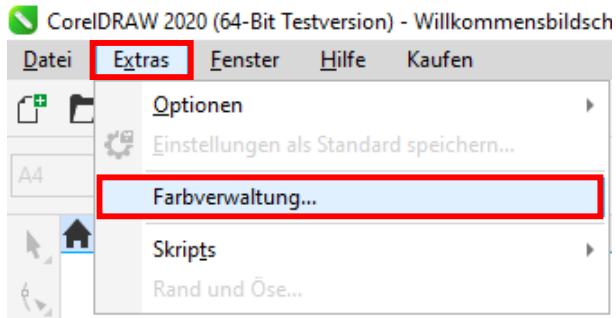 CorelDRAW 2020 (64-Bit Testversion) - Willkommensbildsch
Datei Extras Fenster Hilfe Kaufen
Optionen
Einstellungen als Standard speichern...
A4
Farbverwaltung...
Skripts
Rand und Öse...